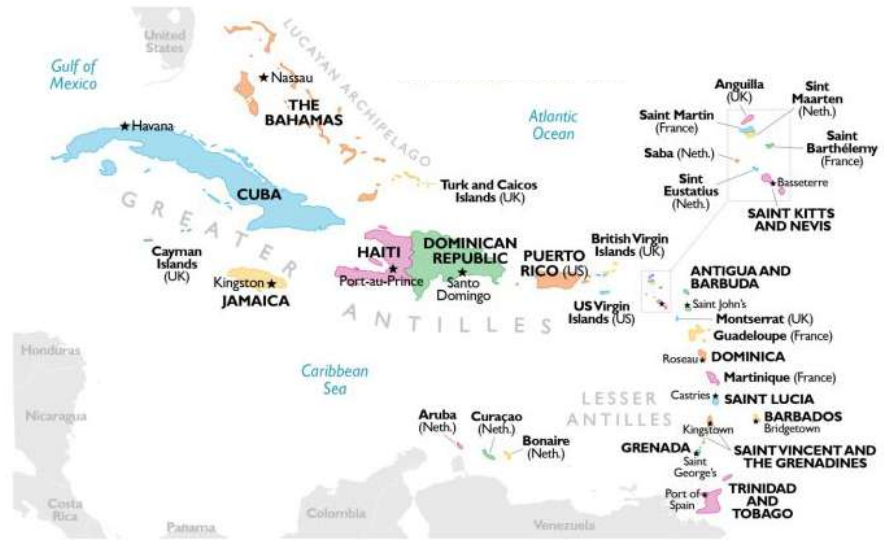 United
States
Gulf of
Mexico
LUCAYAN ARCHIPELAGO
Nassau
THE
BAHAMAS
Havana
Atlantic
Ocean
CUBA
Turk and Caicos
Islands (UK)
GREATER
ANTILLES
Cayman
Islands
(UK)
Kingston
JAMAICA
HAITI
Port-au-Prince
DOMINICAN
REPUBLIC
Santo
Domingo
PUERTO
RICO (US)
British Virgin
Islands (UK)
US Virgin
Islands (US)
Anguilla
(UK)
Sint
Maarten
(Neth.)
Saint Martin
(France)
Saint
Barthélemy
(France)
Saba (Neth.)
Sint
Eustatius
(Neth.)
Basseterre
SAINT KITTS
AND NEVIS
ANTIGUA AND
BARBUDA
Saint John's
Montserrat (UK)
Guadeloupe (France)
Roseau
DOMINICA
Martinique (France)
Castries
SAINT LUCIA
LESSER
ANTILLES
BARBADOS
Bridgetown
Kingstown
SAINT VINCENT AND
THE GRENADINES
GRENADA
Saint
George's
Port of
Spain
TRINIDAD
AND
TOBAGO
Caribbean
Sea
Aruba
(Neth.)
Curaçao
(Neth.)
Bonaire
(Neth.)
Honduras
Nicaragua
Costa
Rica
Panama
Colombia
Venezuela